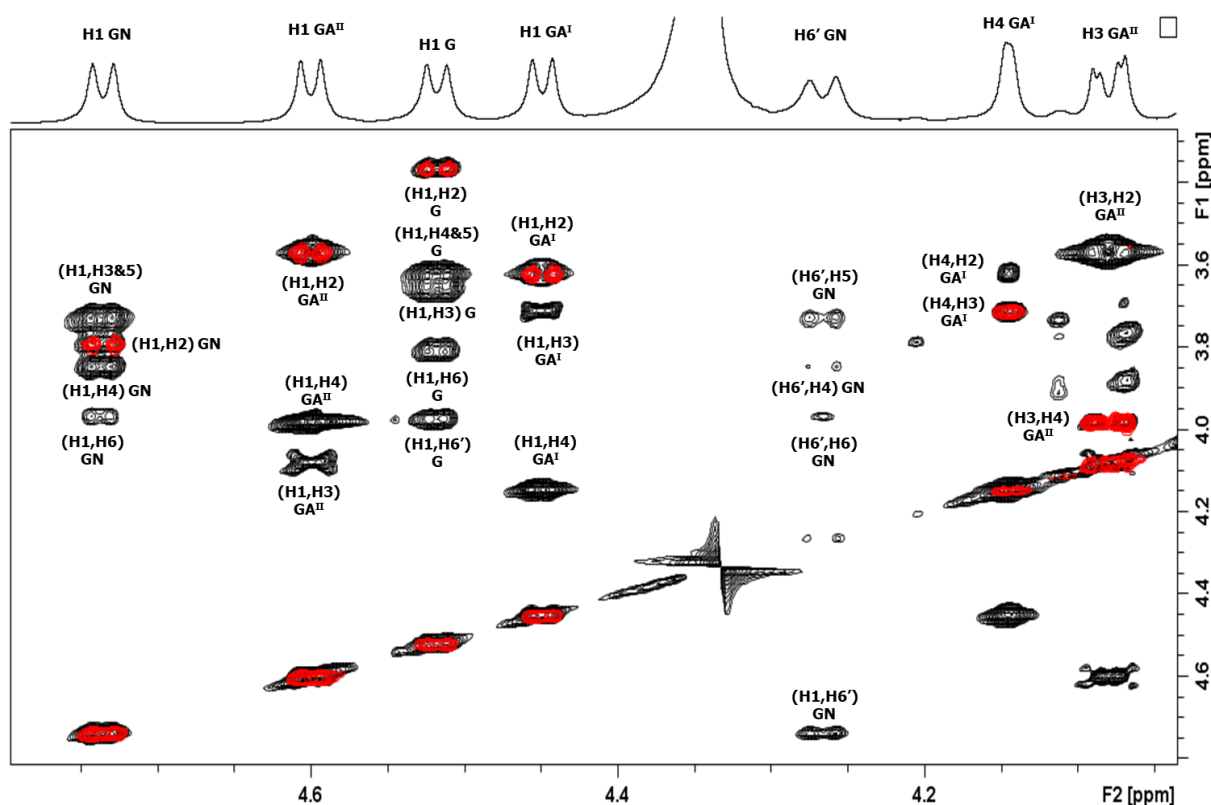 H1 GN
H1 GAᴵᴵ
H1 G
H1 GAᴵ
H6′ GN
H4 GAᴵ
H3 GAᴵᴵ
F1 [ppm]
(H1,H2)
G
(H1,H2)
GAᴵᴵ
(H1,H4&5)
G
(H1,H2)
GAᴵ
(H3,H2)
GAᴵᴵ
(H1,H3&5)
GN
(H4,H2)
GAᴵ
3.6
(H6′,H5)
GN
(H1,H3) G
(H4,H3)
GAᴵ
(H1,H2) GN
(H1,H3)
GAᴵ
3.8
(H1,H4) GN
(H1,H4)
GAᴵᴵ
(H1,H6)
G
(H6′,H4) GN
(H3,H4)
GAᴵᴵ
4.0
(H1,H6)
GN
(H1,H6′)
G
(H1,H4)
GAᴵ
(H6′,H6)
GN
(H1,H3)
GAᴵᴵ
4.2
4.4
4.6
(H1,H6′)
GN
4.6
4.4
4.2
F2 [ppm]